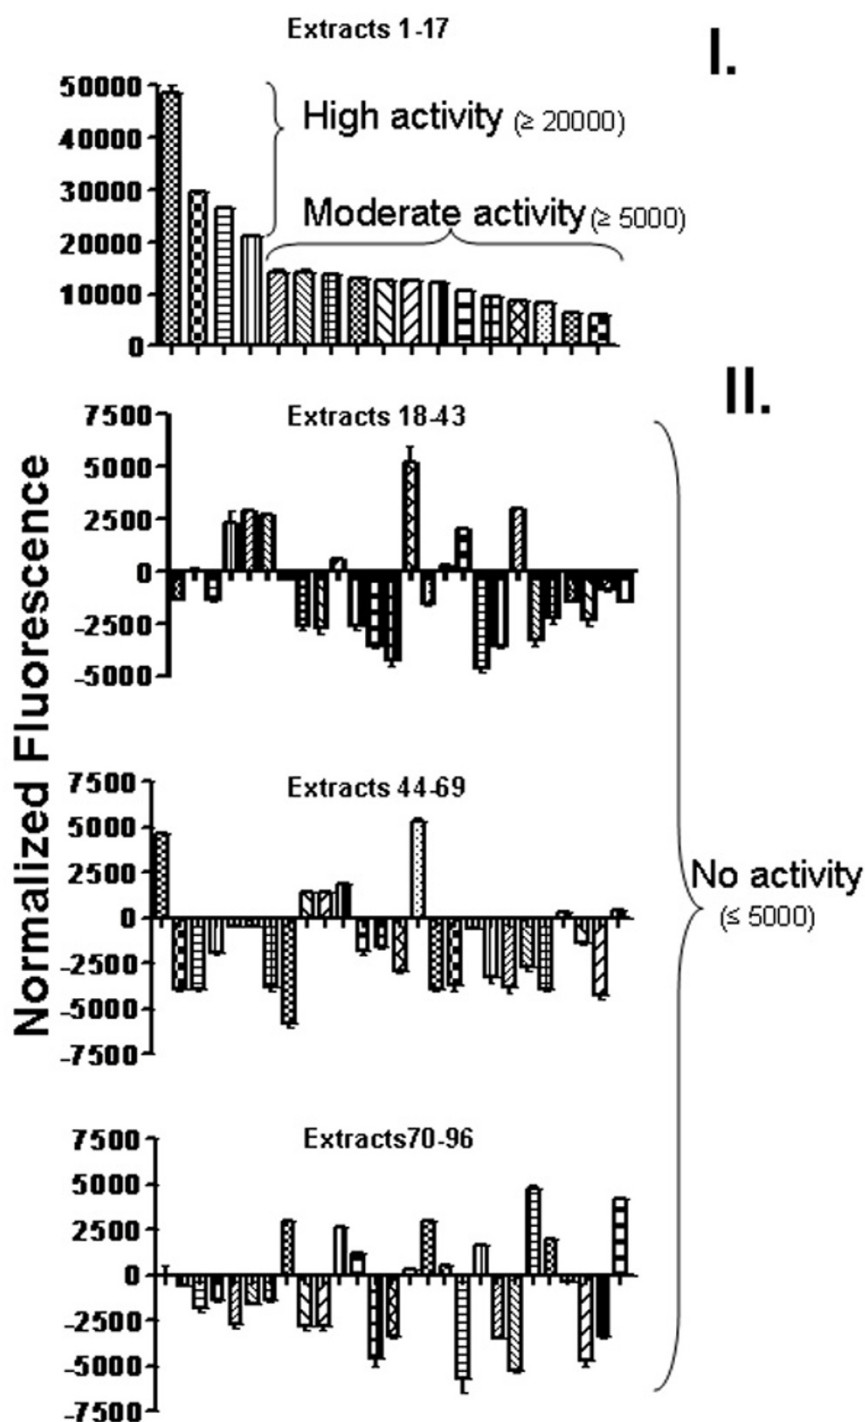 Extracts 1-17
I.
50000
40000
30000
20000
10000
0
High activity (≥ 20000)
Moderate activity (≥ 5000)
II.
Extracts 18-43
7500
5000
2500
0
-2500
-5000
Normalized Fluorescence
Extracts 44-69
7500
5000
2500
0
-2500
-5000
-7500
No activity
(≤ 5000)
Extracts70-96
7500
5000
2500
0
-2500
-5000
-7500